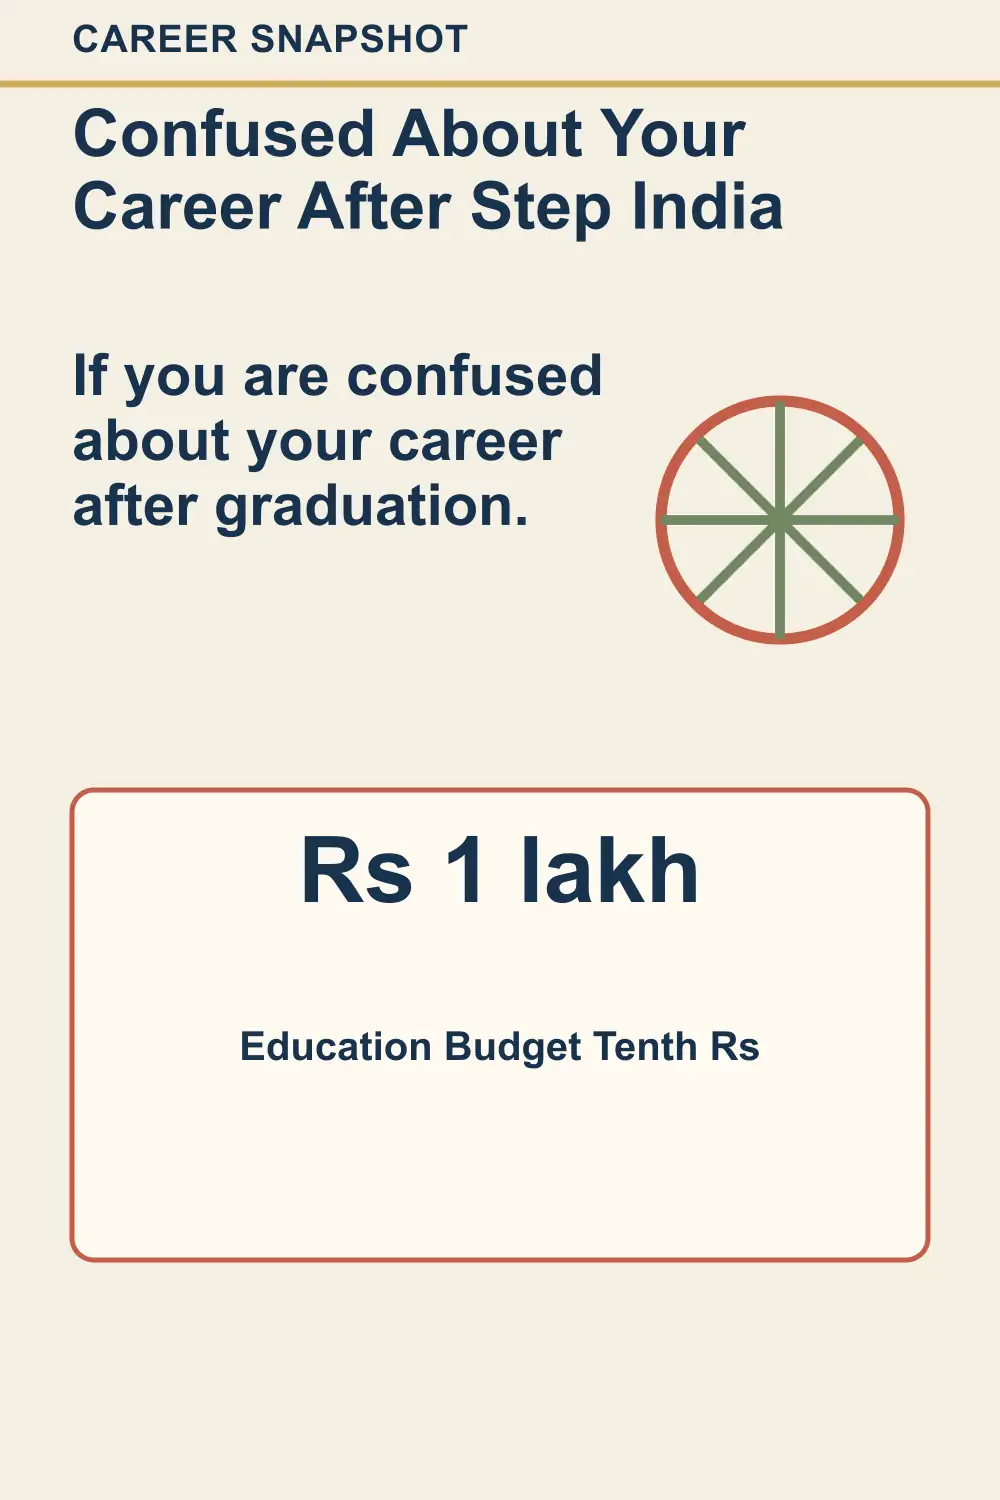 CAREER SNAPSHOT
Confused About Your
Career After Step India
If you are confused
about your career
after graduation.
Rs 1 lakh
Education Budget Tenth Rs